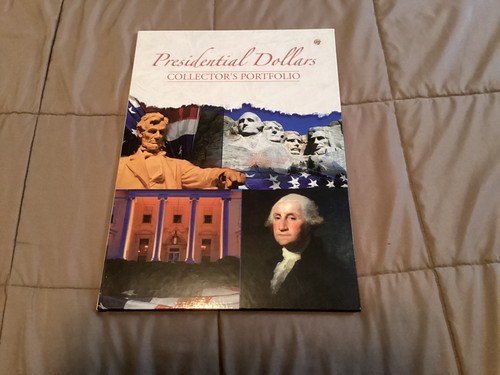 Presidential Dollars
COLLECTOR'S PORTFOLIO